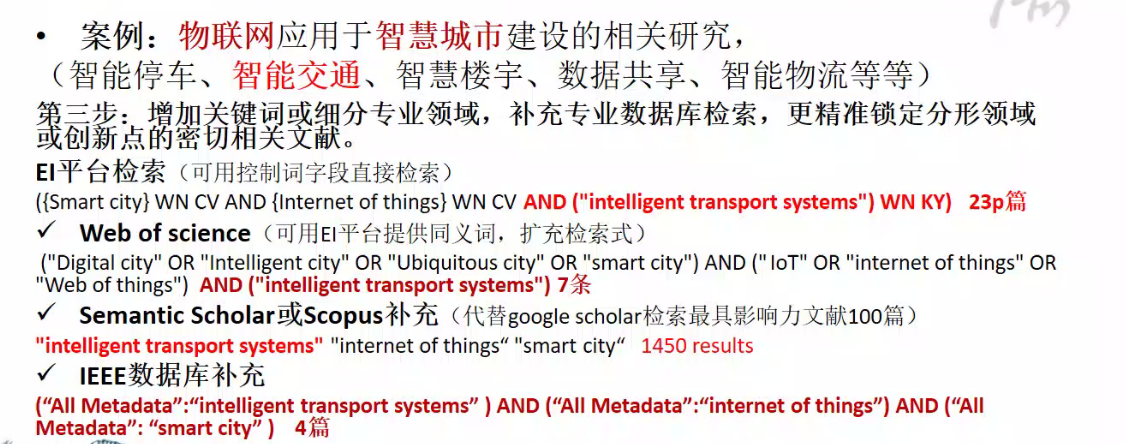 • 案例：物联网应用于智慧城市建设的相关研究，
（智能停车、智能交通、智慧楼宇、数据共享、智能物流等等）
第三步：增加关键词或细分专业领域，补充专业数据库检索，更精准锁定分形领域
或创新点的密切相关文献。
EI平台检索（可用控制词字段直接检索）
({Smart city} WN CV AND {Internet of things} WN CV AND ("intelligent transport systems") WN KY) 23p篇
✓ Web of science（可用EI平台提供同义词，扩充检索式）
("Digital city" OR "Intelligent city" OR "Ubiquitous city" OR "smart city") AND (" IoT" OR "internet of things" OR
"Web of things") AND ("intelligent transport systems") 7条
✓ Semantic Scholar或Scopus补充（代替google scholar检索最具影响力文献100篇）
"intelligent transport systems" "internet of things“ "smart city“ 1450 results
✓ IEEE数据库补充
(“All Metadata”:“intelligent transport systems” ) AND (“All Metadata”:“internet of things”) AND (“All
Metadata”: “smart city” ) 4篇